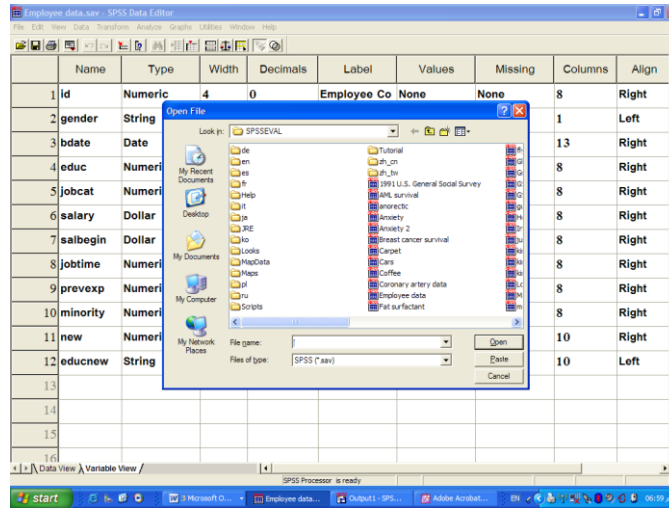 Employee data.sav - SPSS Data Editor
File Edit View Data Transform Analyze Graphs Utilities Window Help
Name Type Width Decimals Label Values Missing Columns Align
1 id Numeric 4 0 Employee Co None None 8 Right
2 gender String 1 Left
3 bdate Date 13 Right
4 educ Numeri 8 Right
5 jobcat Numeri 8 Right
6 salary Dollar 8 Right
7 salbegin Dollar 8 Right
8 jobtime Numeri 8 Right
9 prevexp Numeri 8 Right
10 minority Numeri 8 Right
11 new Numeri 10 Right
12 educnew String 10 Left
13
14
15
16
Open File
Look in: SPSSEVAL
My Recent Documents
Desktop
My Documents
My Computer
My Network Places
de
en
es
fr
Help
it
ja
JRE
ko
Looks
MapData
Maps
pl
ru
Scripts
Tutorial
zh_cn
zh_tw
1991 U.S. General Social Survey
AML survival
anorectic
Anxiety
Anxiety 2
Breast cancer survival
Carpet
Cars
Coffee
Coronary artery data
Employee data
Fat surfactant
File name:
Files of type: SPSS (*.sav)
Open
Paste
Cancel
Data View Variable View
SPSS Processor is ready
start
3 Microsoft O...
Employee data...
Output1 - SPS...
Adobe Acrobat...
EN
06:59